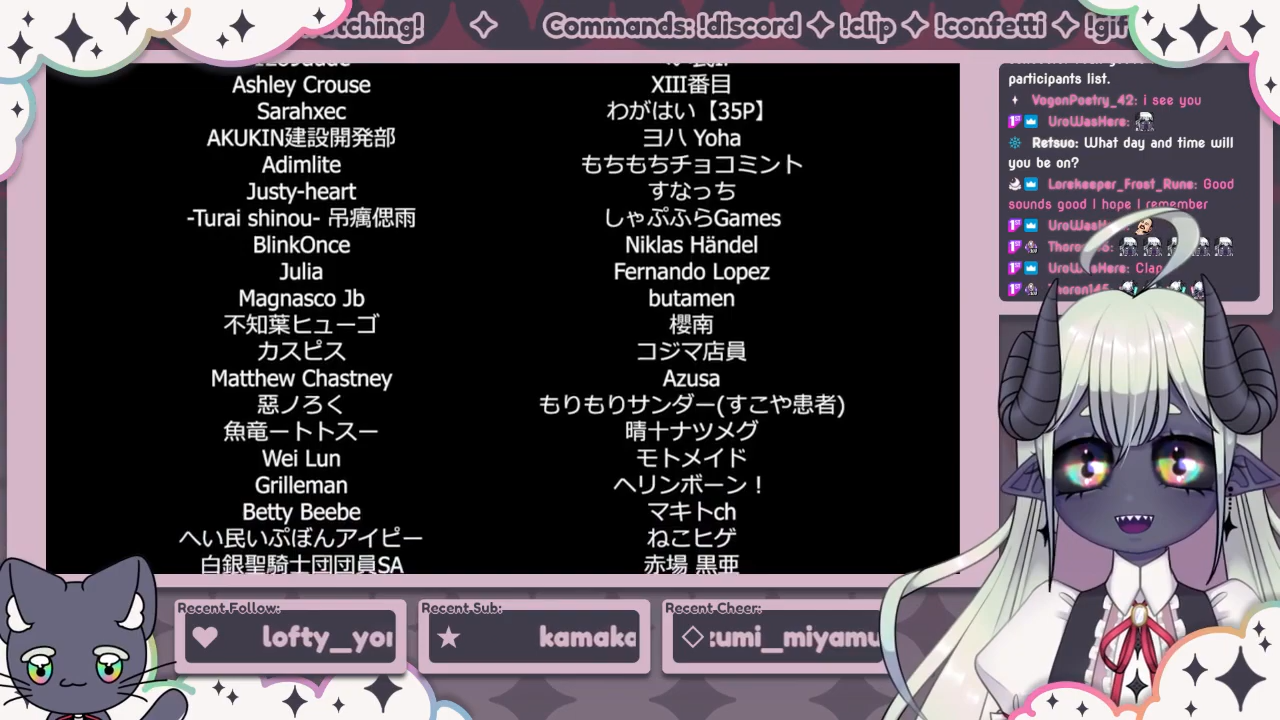 tching!
Commands: !discord
!clip
!confetti
!gif
Ashley Crouse
Sarahxec
AKUKIN建設開発部
Adimlite
Justy-heart
-Turai shinou- 吊癘偲雨
BlinkOnce
Julia
Magnasco Jb
不知葉ヒューゴ
カスピス
Matthew Chastney
惡ノろく
魚竜ートトスー
Wei Lun
Grilleman
Betty Beebe
へい民いぷぼんアイピー
白銀聖騎士団団員SA
XIII番目
わがはい【35P】
ヨハ Yoha
もちもちチョコミント
すなっち
しゃぷふらGames
Niklas Händel
Fernando Lopez
butamen
櫻南
コジマ店員
Azusa
もりもりサンダー(すこや患者)
晴十ナツメグ
モトメイド
ヘリンボーン！
マキトch
ねこヒゲ
赤場 黒亜
participants list.
VogonPoetry_42: i see you
UroWasHere:
Retsuo: What day and time will
you be on?
Lorekeeper_Frost_Rune: Good
sounds good I hope I remember
Recent Follow:
lofty_yo
Recent Sub:
kamak
Recent Cheer:
zumi_miyamu